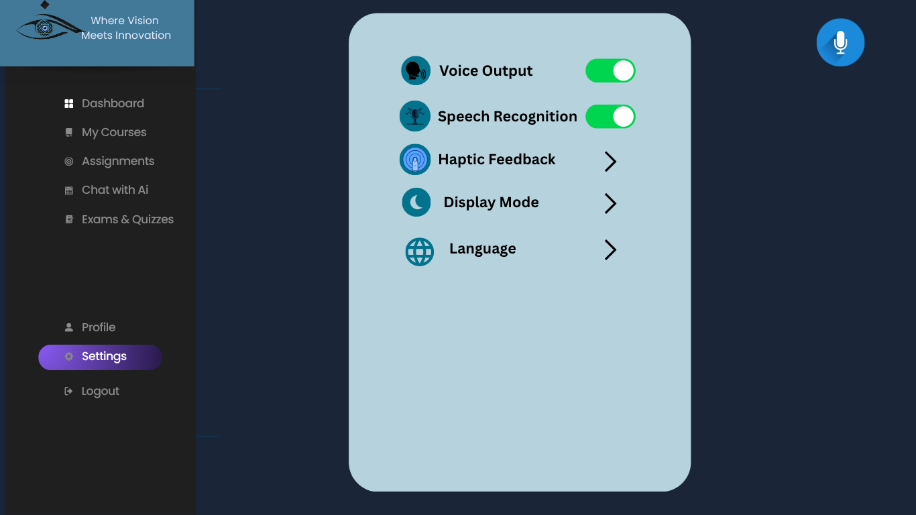 Where Vision
Meets Innovation
Dashboard
My Courses
Assignments
Chat with Ai
Exams & Quizzes
Profile
Settings
Logout
Voice Output
Speech Recognition
Haptic Feedback
Display Mode
Language